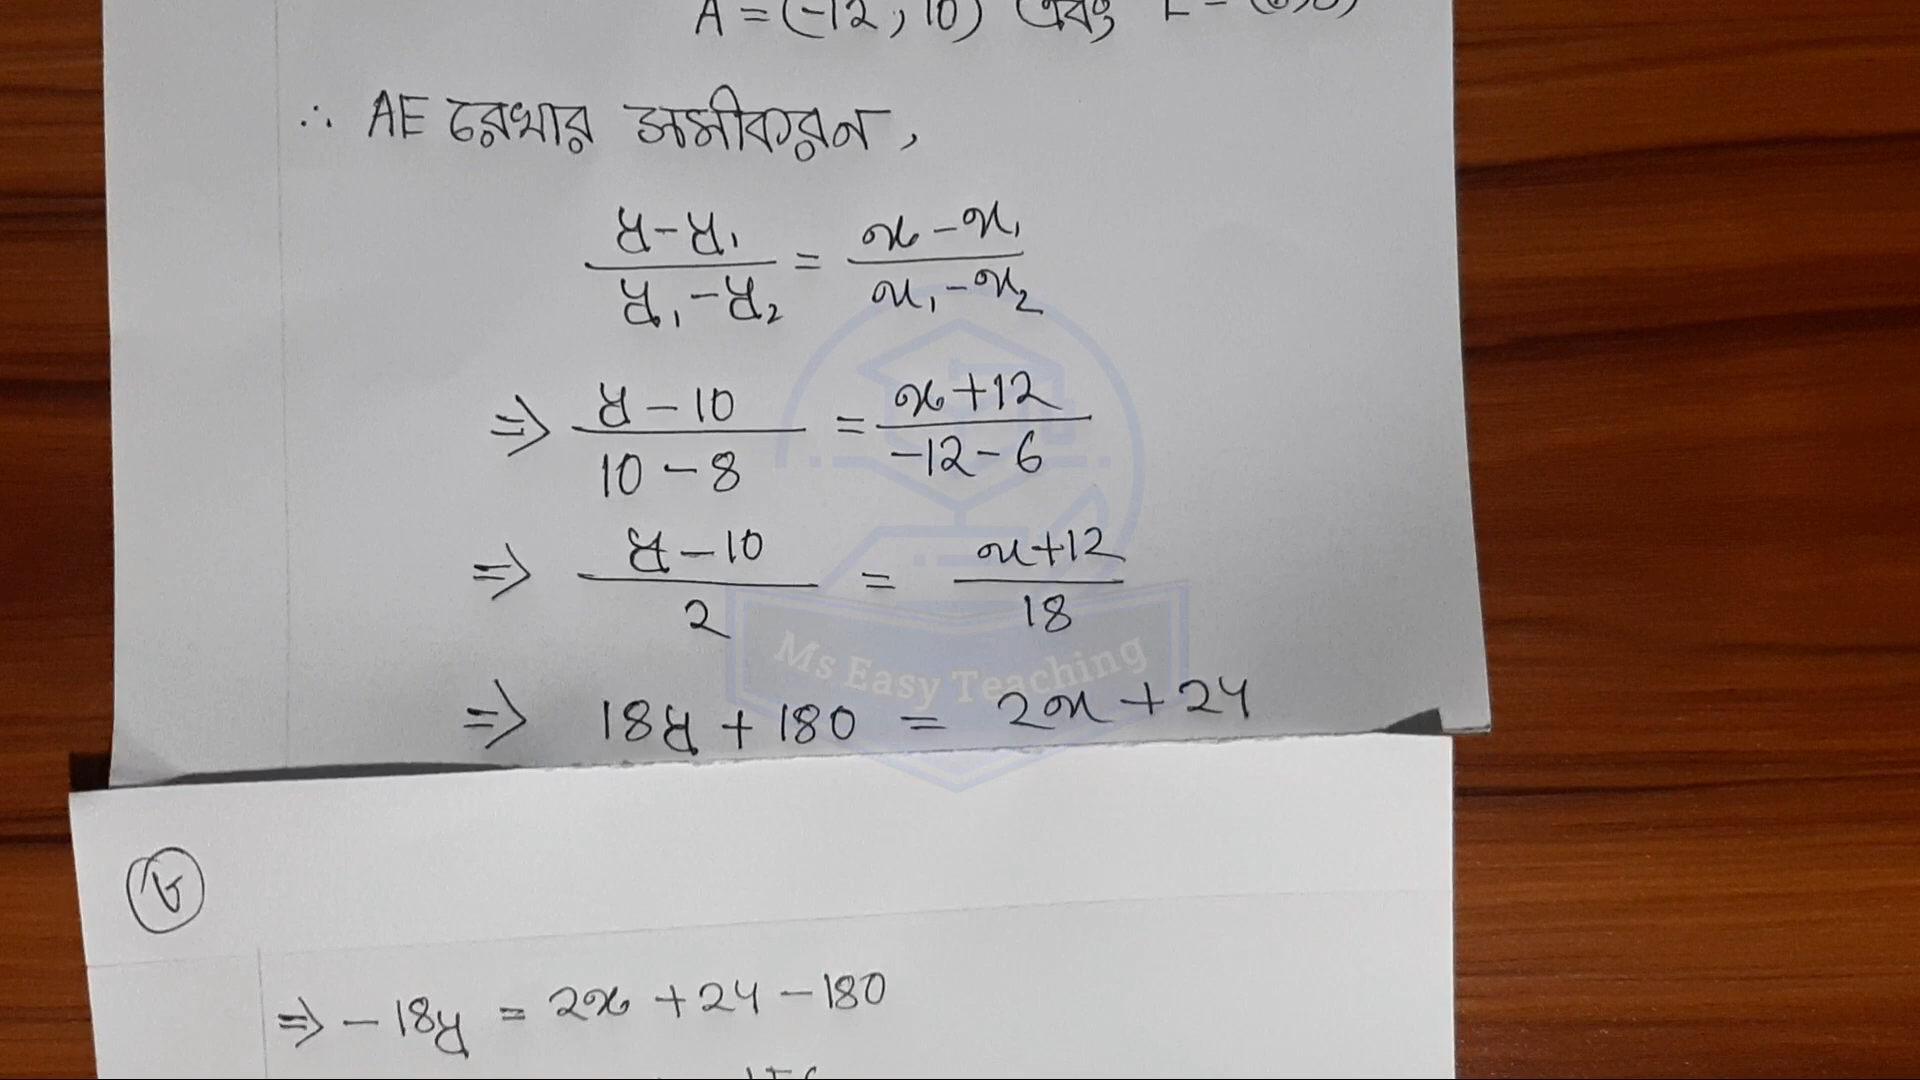 A = (-12, 10) এবং
∴ AE রেখার সমীকরন,
y - y₁ / y₁ - y₂ = x - x₁ / x₁ - x₂
⇒ y - 10 / 10 - 8 = x + 12 / -12 - 6
⇒ y - 10 / 2 = x + 12 / 18
⇒ 18y + 180 = 2x + 24
Ms Easy Teaching
⇒ - 18y = 2x + 24 - 180